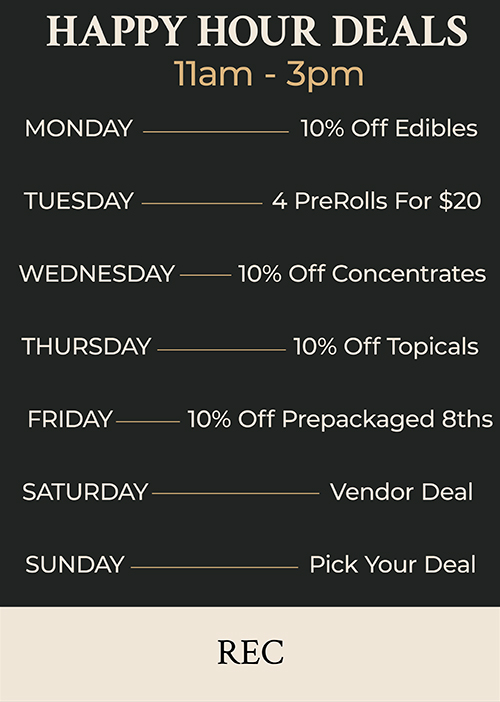 HAPPY HOUR DEALS
11am - 3pm
MONDAY 10% Off Edibles
TUESDAY 4 PreRolls For $20
WEDNESDAY 10% Off Concentrates
THURSDAY 10% Off Topicals
FRIDAY 10% Off Prepackaged 8ths
SATURDAY Vendor Deal
SUNDAY Pick Your Deal
REC